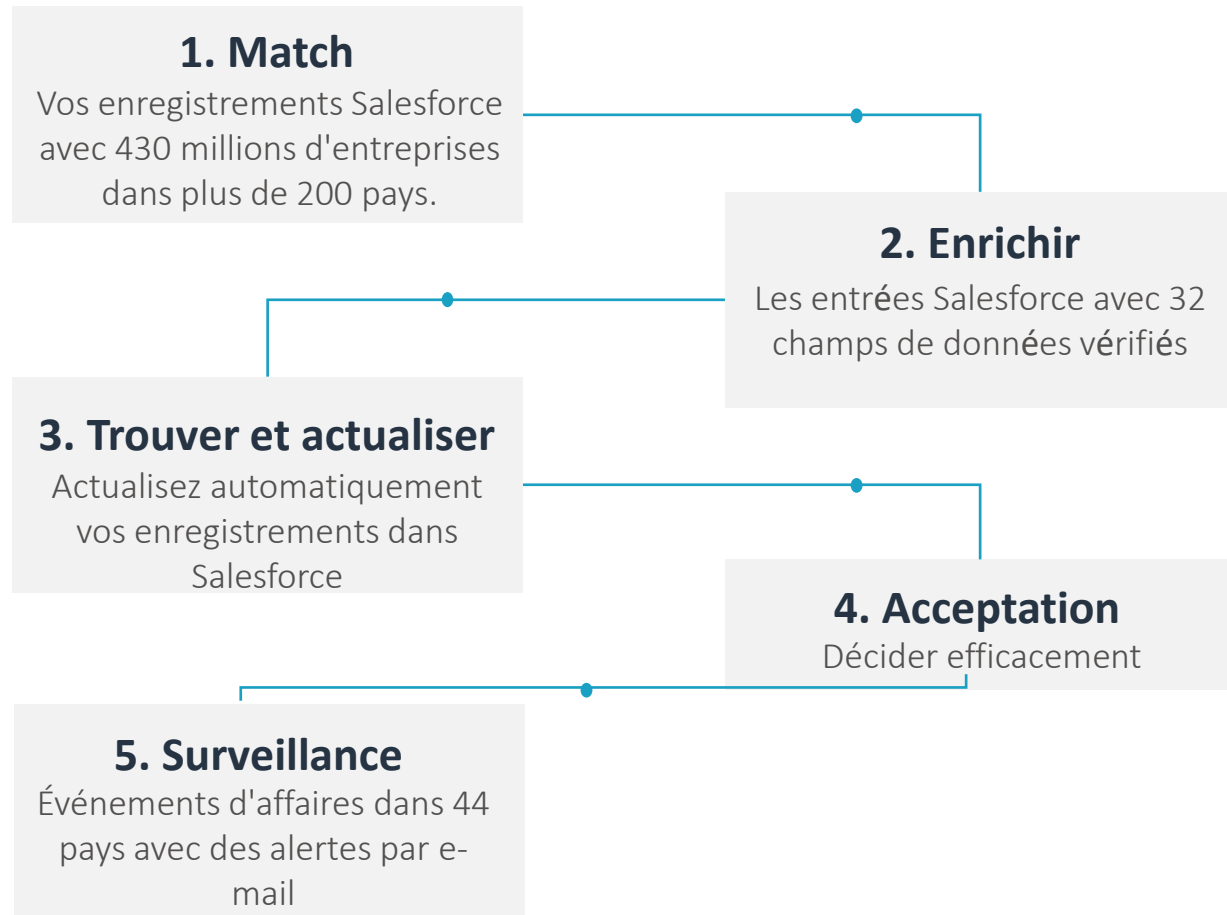 1. Match
Vos enregistrements Salesforce
avec 430 millions d'entreprises
dans plus de 200 pays.
2. Enrichir
Les entrées Salesforce avec 32
champs de données vérifiés
3. Trouver et actualiser
Actualisez automatiquement
vos enregistrements dans
Salesforce
4. Acceptation
Décider efficacement
5. Surveillance
Événements d'affaires dans 44
pays avec des alertes par e-
mail